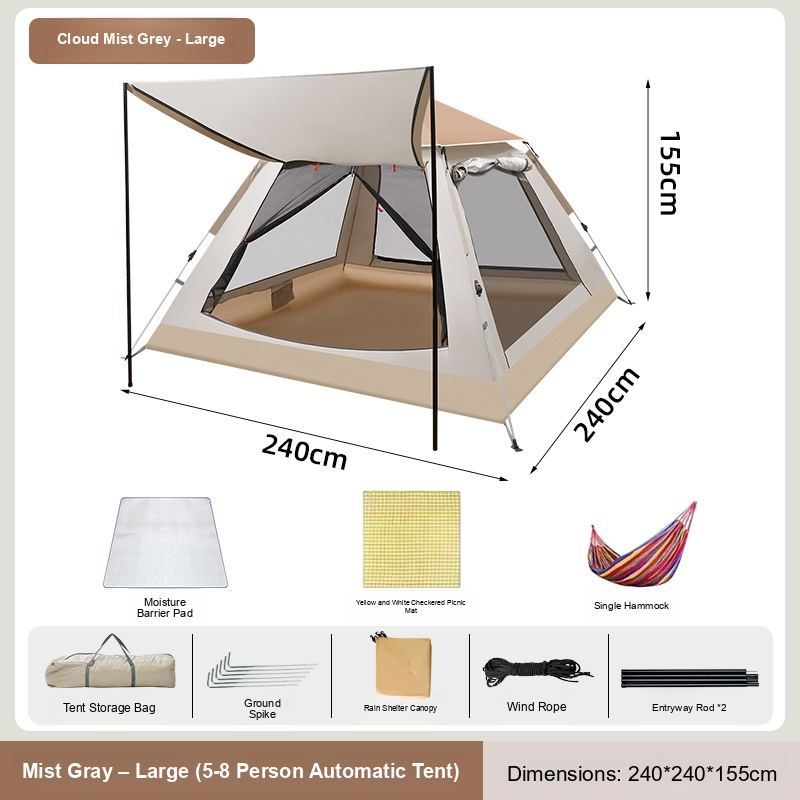 Cloud Mist Grey - Large
155cm
240cm
240cm
Moisture
Barrier Pad
Yellow and White Checkered Picnic
Mat
Single Hammock
Tent Storage Bag
Ground
Spike
Rain Shelter Canopy
Wind Rope
Entryway Rod *2
Mist Gray – Large (5-8 Person Automatic Tent)
Dimensions: 240*240*155cm